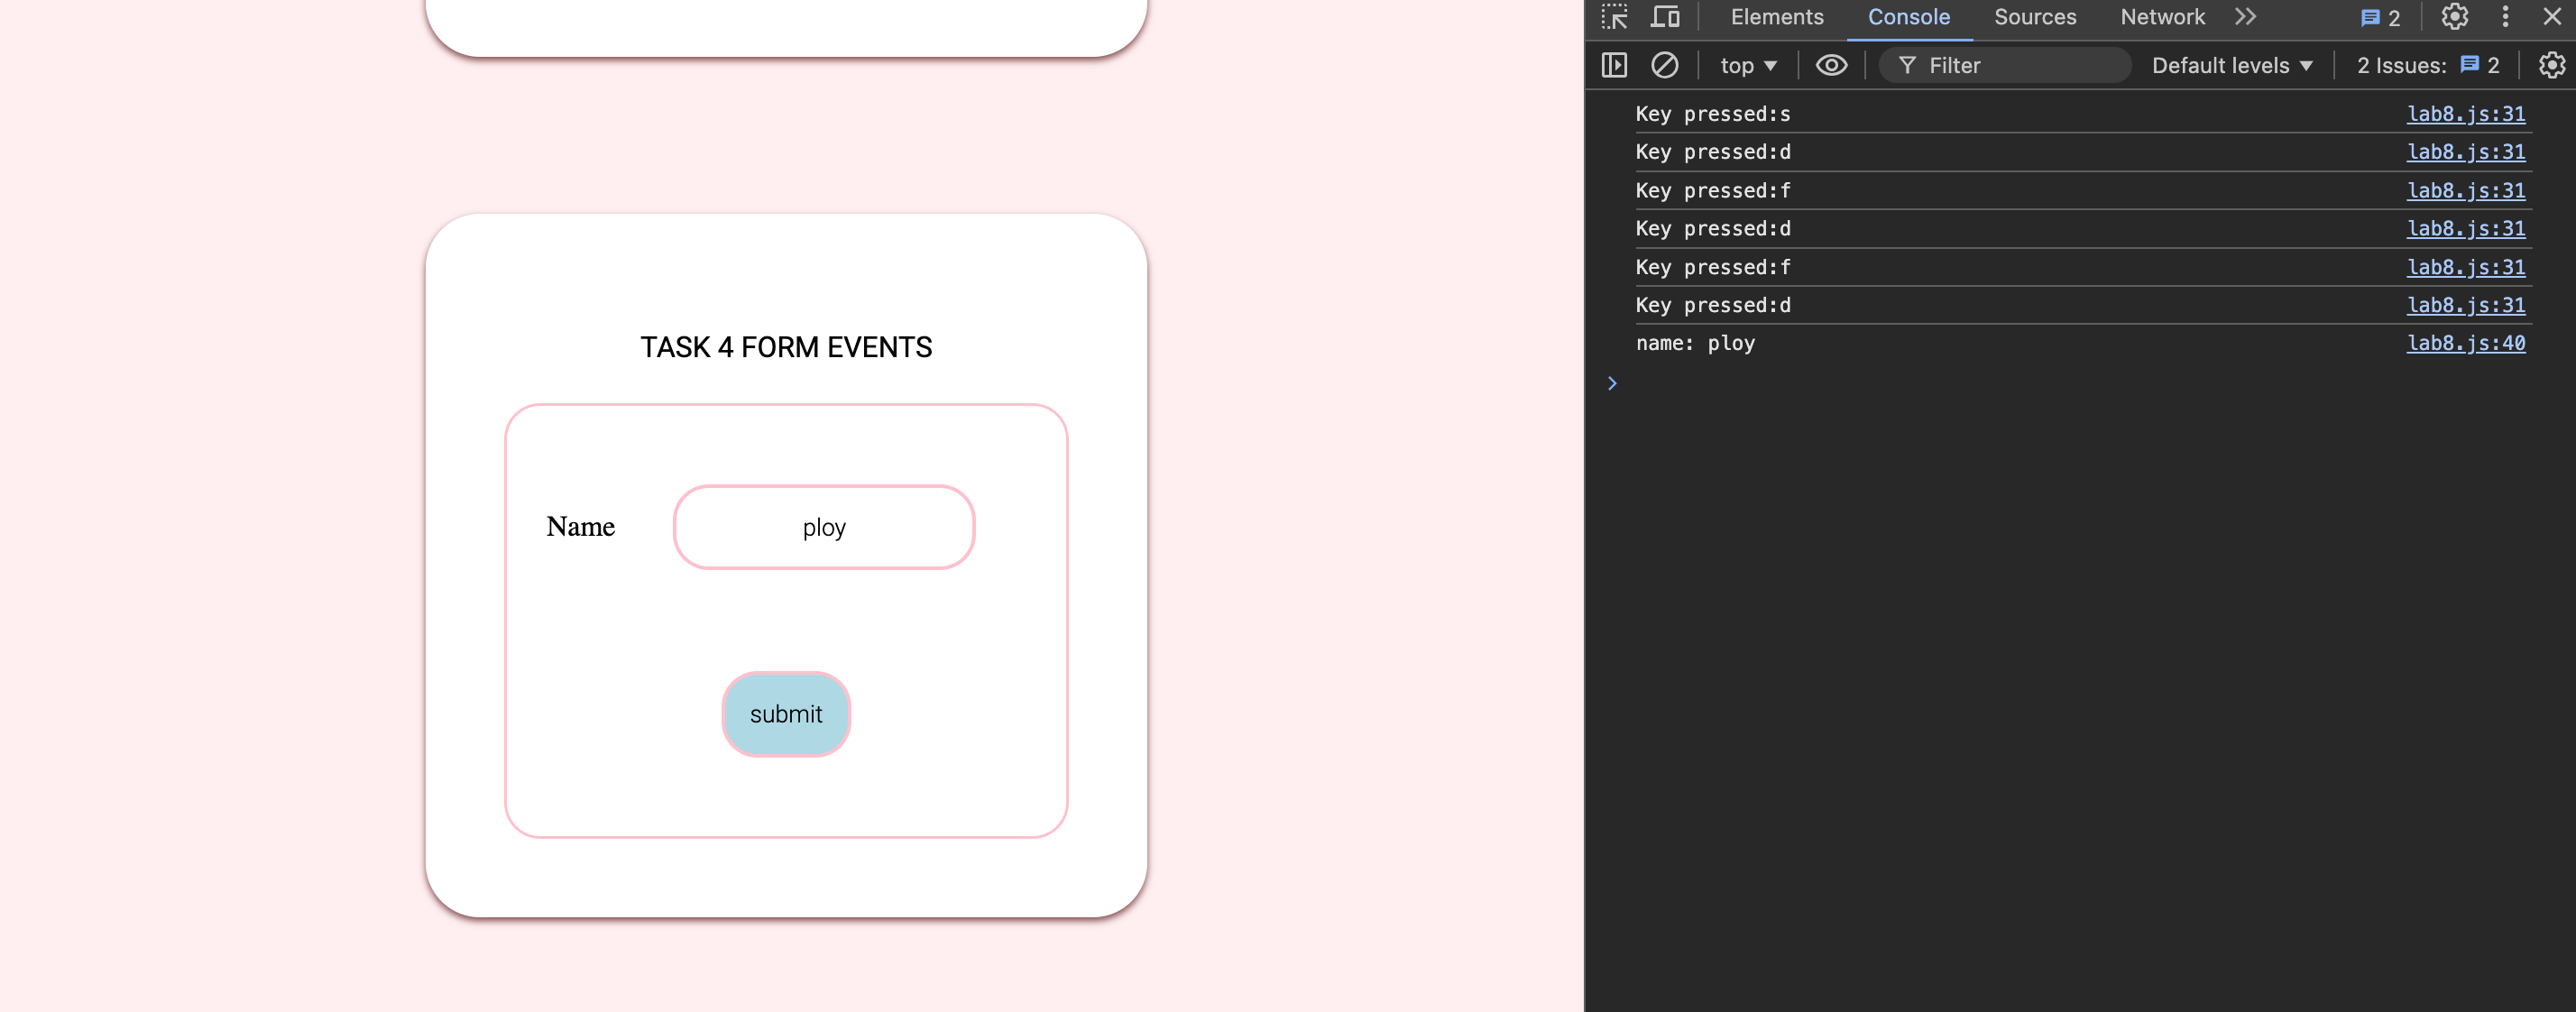 TASK 4 FORM EVENTS
Name
ploy
submit
Elements Console Sources Network 2
top Filter Default levels 2 Issues: 2
Key pressed:s lab8.js:31
Key pressed:d lab8.js:31
Key pressed:f lab8.js:31
Key pressed:d lab8.js:31
Key pressed:f lab8.js:31
Key pressed:d lab8.js:31
name: ploy lab8.js:40